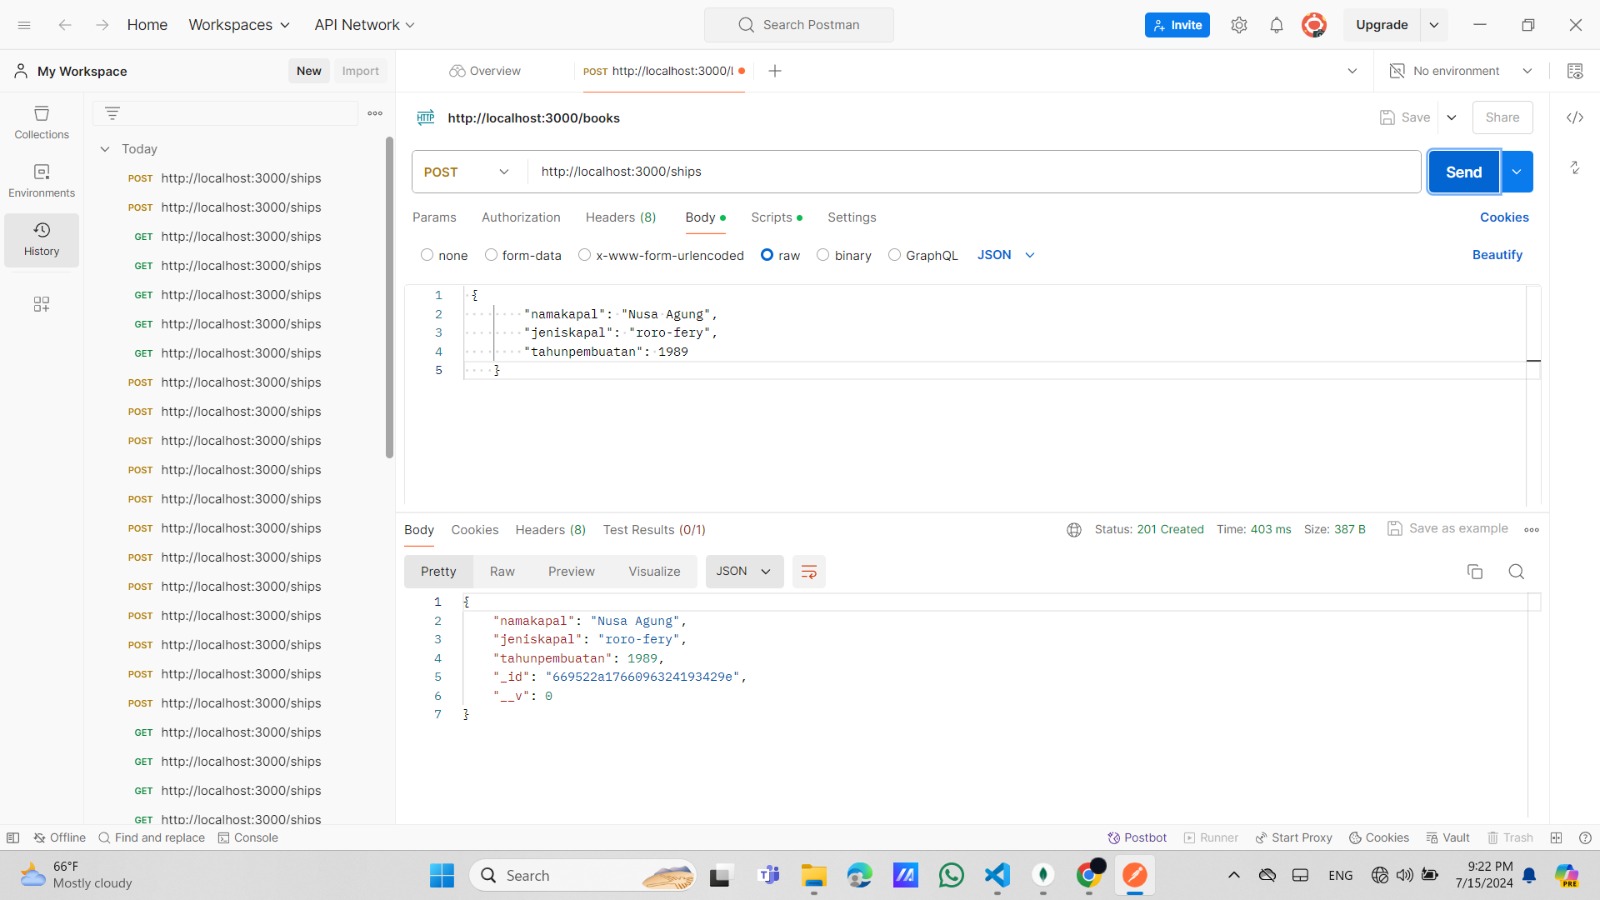 Home Workspaces API Network Search Postman Invite Upgrade
My Workspace New Import Overview POST http://localhost:3000/l No environment
Collections
Environments
History
Today
POST http://localhost:3000/ships
POST http://localhost:3000/ships
GET http://localhost:3000/ships
GET http://localhost:3000/ships
GET http://localhost:3000/ships
GET http://localhost:3000/ships
GET http://localhost:3000/ships
POST http://localhost:3000/ships
POST http://localhost:3000/ships
POST http://localhost:3000/ships
POST http://localhost:3000/ships
POST http://localhost:3000/ships
POST http://localhost:3000/ships
POST http://localhost:3000/ships
POST http://localhost:3000/ships
POST http://localhost:3000/ships
POST http://localhost:3000/ships
POST http://localhost:3000/ships
POST http://localhost:3000/ships
GET http://localhost:3000/ships
GET http://localhost:3000/ships
GET http://localhost:3000/ships
GET http://localhost:3000/ships
HTTP http://localhost:3000/books Save Share
POST http://localhost:3000/ships Send
Params Authorization Headers (8) Body Scripts Settings Cookies
none form-data x-www-form-urlencoded raw binary GraphQL JSON Beautify
1 {
2 "namakapal": "Nusa Agung",
3 "jeniskapal": "roro-fery",
4 "tahunpembuatan": 1989
5 }
Body Cookies Headers (8) Test Results (0/1) Status: 201 Created Time: 403 ms Size: 387 B Save as example
Pretty Raw Preview Visualize JSON
1 {
2 "namakapal": "Nusa Agung",
3 "jeniskapal": "roro-fery",
4 "tahunpembuatan": 1989,
5 "_id": "669522a1766096324193429e",
6 "__v": 0
7 }
Offline Find and replace Console Postbot Runner Start Proxy Cookies Vault Trash
66°F
Mostly cloudy
Search
ENG
9:22 PM
7/15/2024
PRE